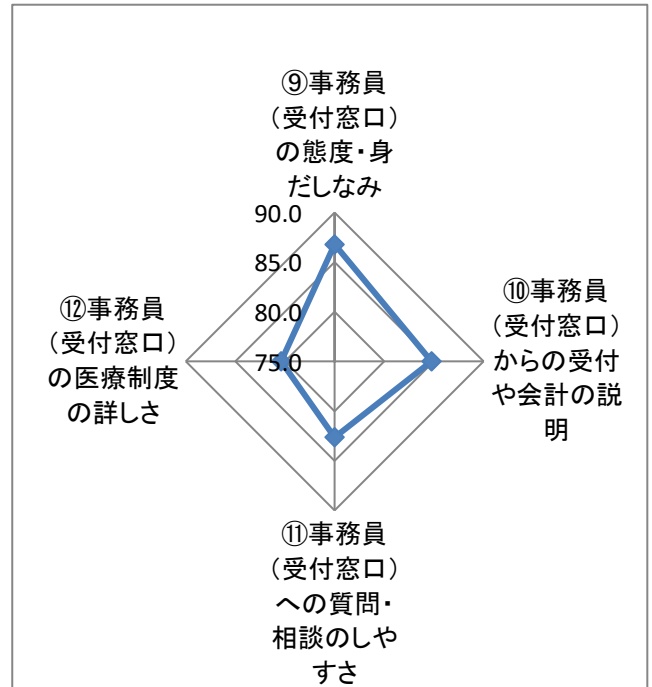 ⑨事務員
（受付窓口）
の態度・身
だしなみ
90.0
85.0
80.0
75.0
⑩事務員
（受付窓口）
からの受付
や会計の説
明
⑪事務員
（受付窓口）
への質問・
相談のしや
すさ
⑫事務員
（受付窓口）
の医療制度
の詳しさ